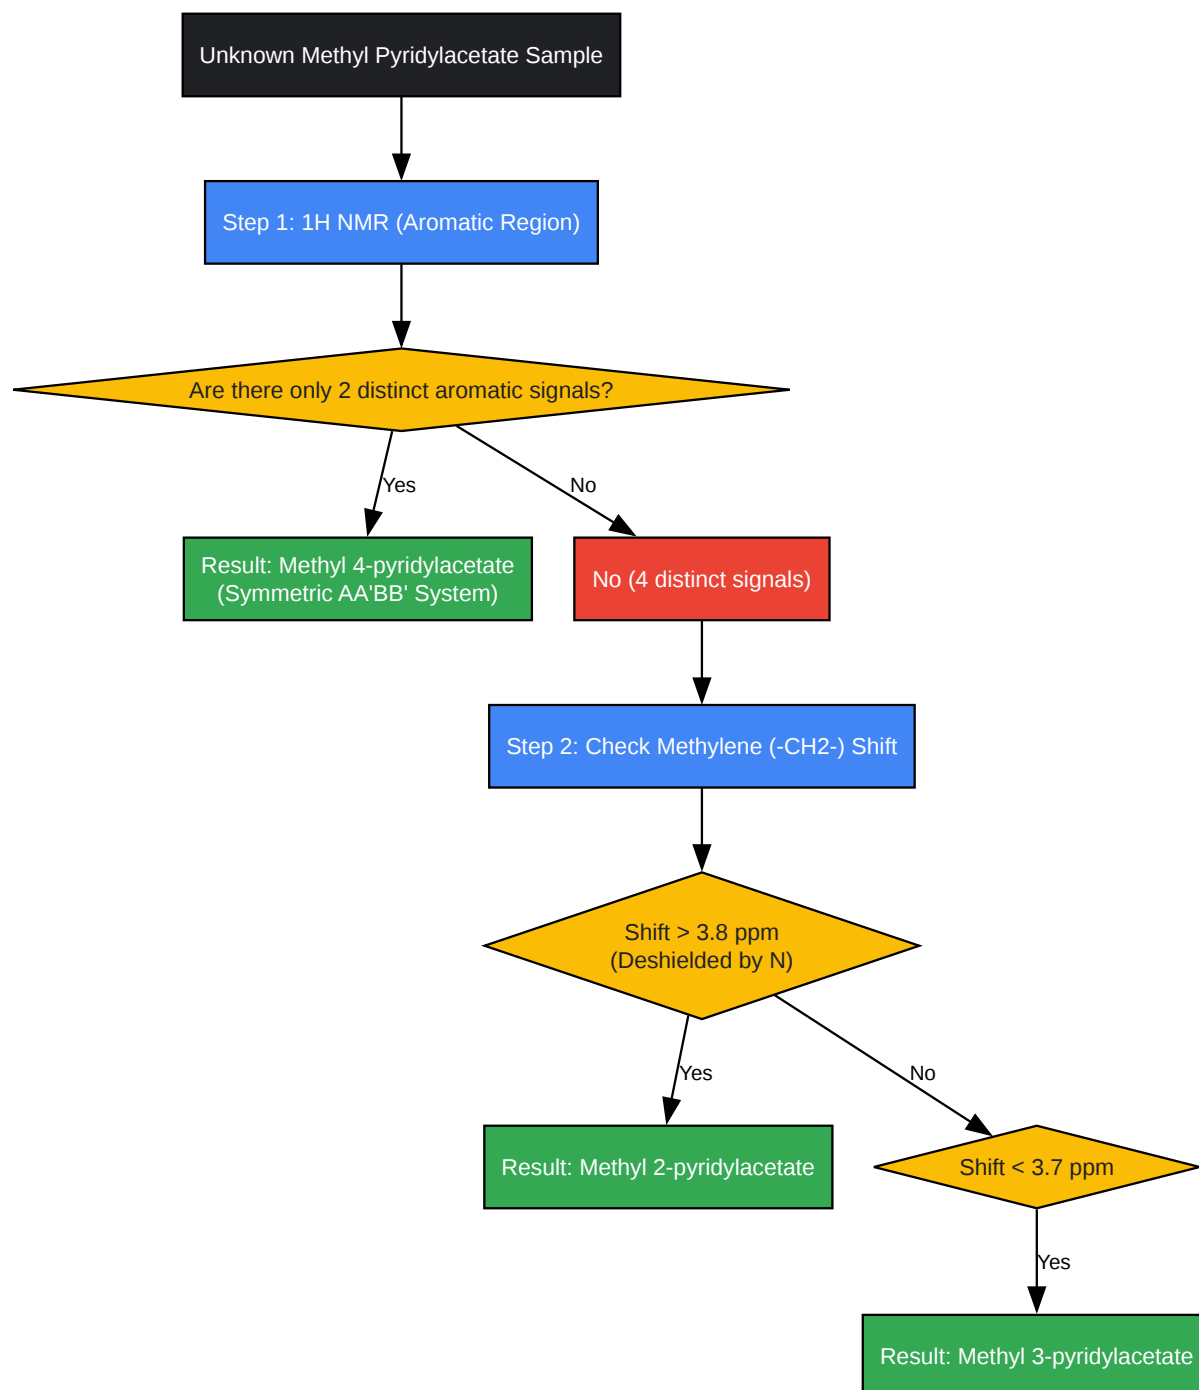 Unknown Methyl Pyridylacetate Sample
Step 1: 1H NMR (Aromatic Region)
Are there only 2 distinct aromatic signals?
Yes
No
Result: Methyl 4-pyridylacetate
(Symmetric AA'BB' System)
No (4 distinct signals)
Step 2: Check Methylene (-CH2-) Shift
Shift > 3.8 ppm
(Deshielded by N)
Yes
No
Result: Methyl 2-pyridylacetate
Shift < 3.7 ppm
Yes
Result: Methyl 3-pyridylacetate